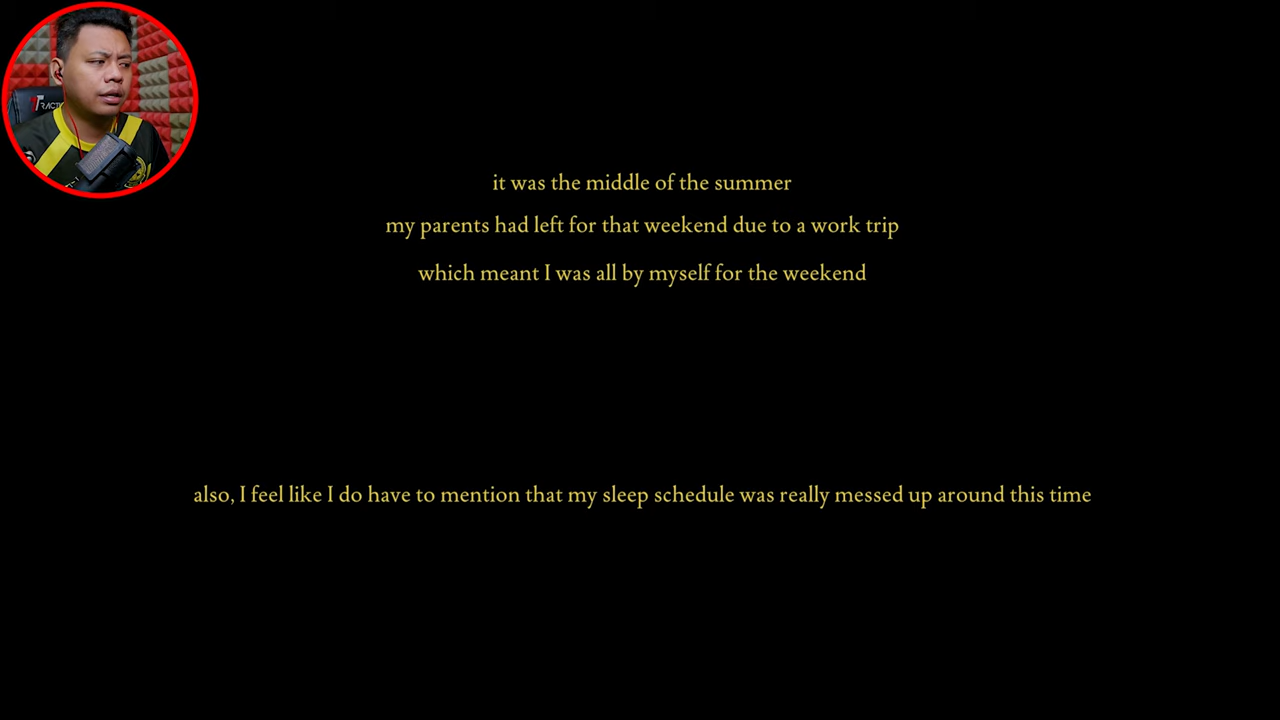 it was the middle of the summer
my parents had left for that weekend due to a work trip
which meant I was all by myself for the weekend
also, I feel like I do have to mention that my sleep schedule was really messed up around this time